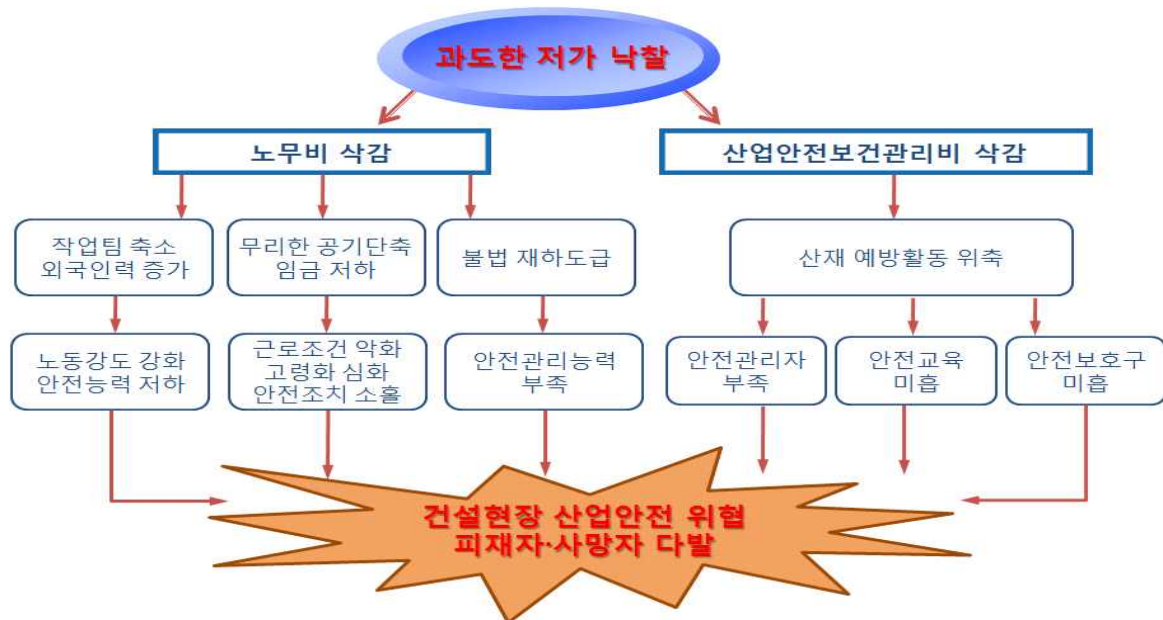 과도한 저가 낙찰
노무비 삭감
산업안전보건관리비 삭감
작업팀 축소
외국인력 증가
무리한 공기단축
임금 저하
불법 재하도급
산재 예방활동 위축
노동강도 강화
안전능력 저하
근로조건 악화
고령화 심화
안전조치 소홀
안전관리능력
부족
안전관리자
부족
안전교육
미흡
안전보호구
미흡
건설현장 산업안전 위협
피재자·사망자 다발